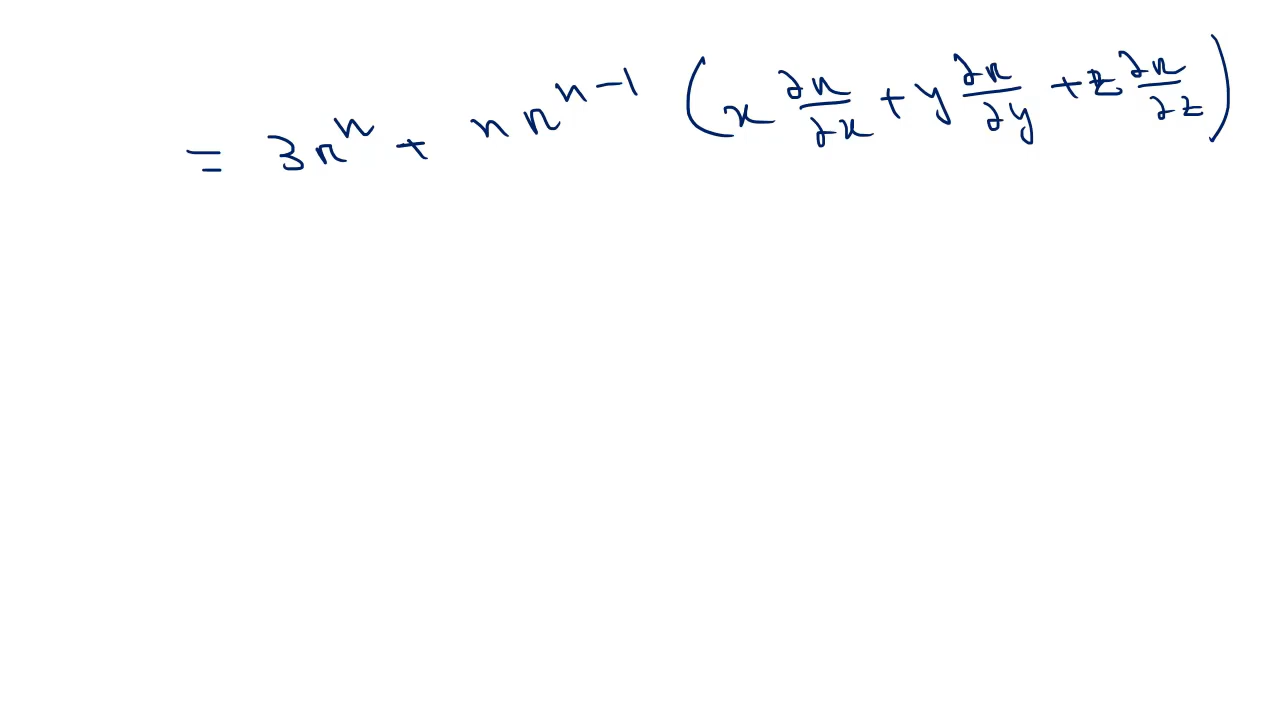 = 3r^n + n r^{n-1} (x ∂r/∂x + y ∂r/∂y + z ∂r/∂z)